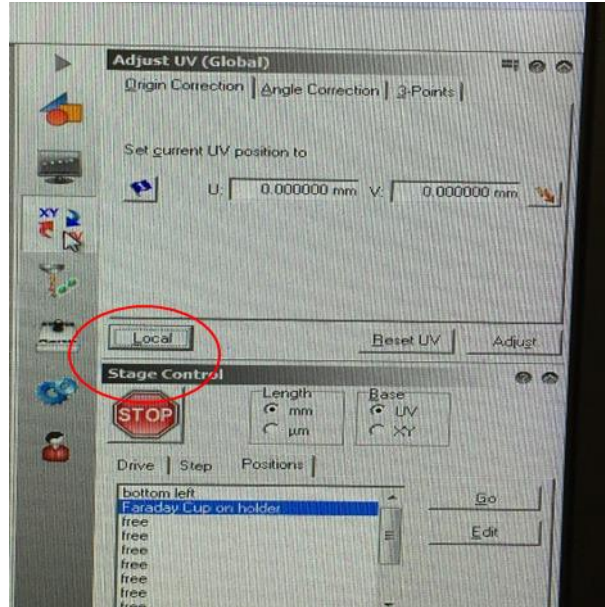 Adjust UV (Global)
Origin Correction Angle Correction 3-Points
Set current UV position to
U: 0.000000 mm V: 0.000000 mm
XY
Local Reset UV Adjust
Stage Control
STOP
Length Base
mm UV
µm XY
Drive Step Positions
bottom left
Go
Faraday Cup on holder
free
Edit
free
free
free
free
free
free